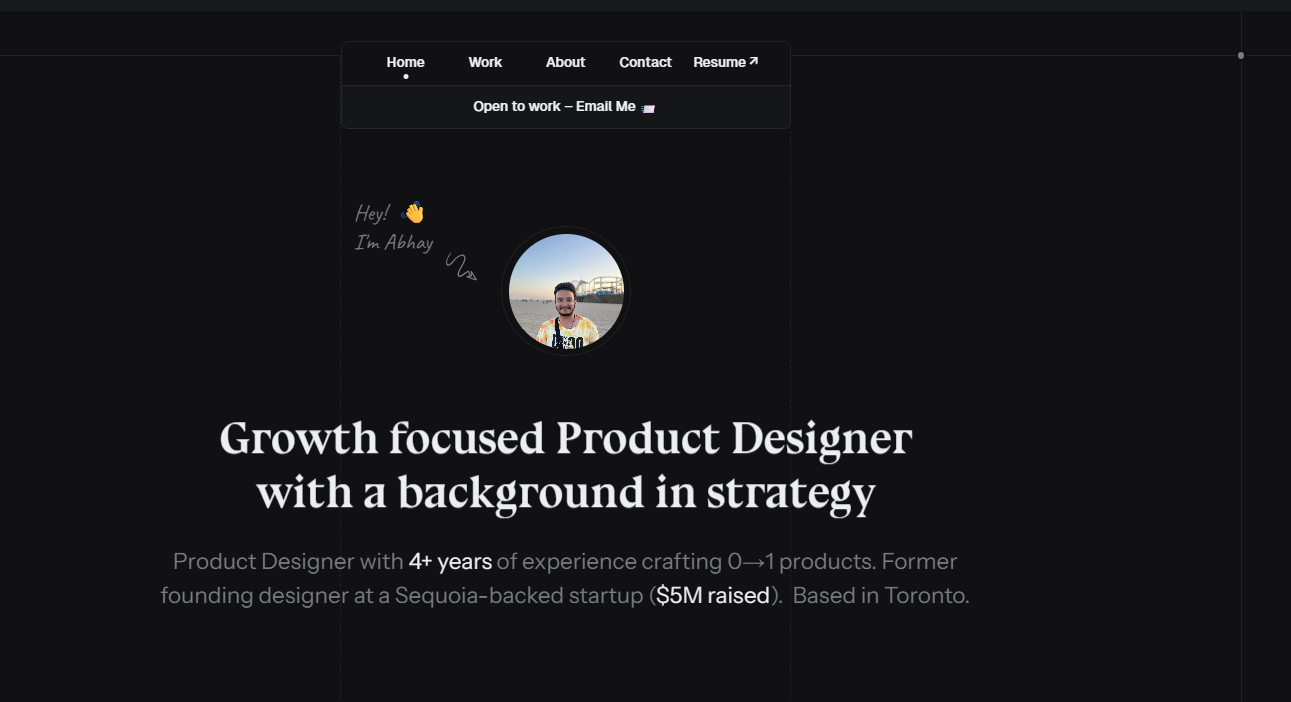 Home Work About Contact Resume ↗
Open to work – Email Me 📨
Hey! 👋
I'm Abhay
Growth focused Product Designer
with a background in strategy
Product Designer with 4+ years of experience crafting 0→1 products. Former
founding designer at a Sequoia-backed startup ($5M raised). Based in Toronto.